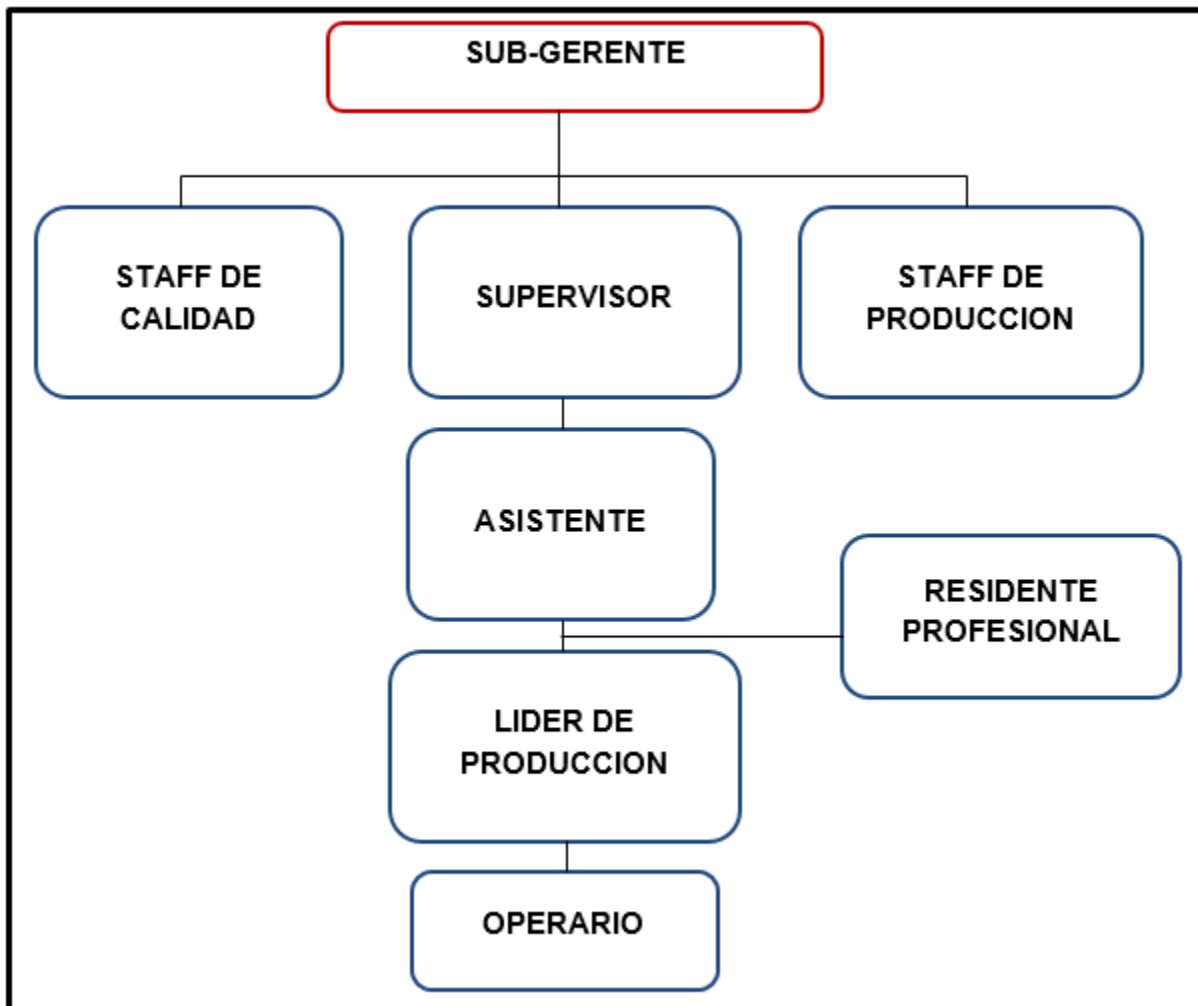 SUB-GERENTE
STAFF DE
CALIDAD
SUPERVISOR
STAFF DE
PRODUCCION
ASISTENTE
RESIDENTE
PROFESIONAL
LIDER DE
PRODUCCION
OPERARIO